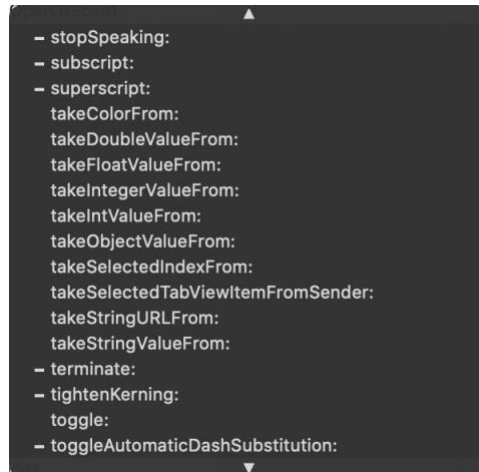 – stopSpeaking:
– subscript:
– superscript:
takeColorFrom:
takeDoubleValueFrom:
takeFloatValueFrom:
takeIntegerValueFrom:
takeIntValueFrom:
takeObjectValueFrom:
takeSelectedIndexFrom:
takeSelectedTabViewItemFromSender:
takeStringURLFrom:
takeStringValueFrom:
– terminate:
– tightenKerning:
toggle:
– toggleAutomaticDashSubstitution: